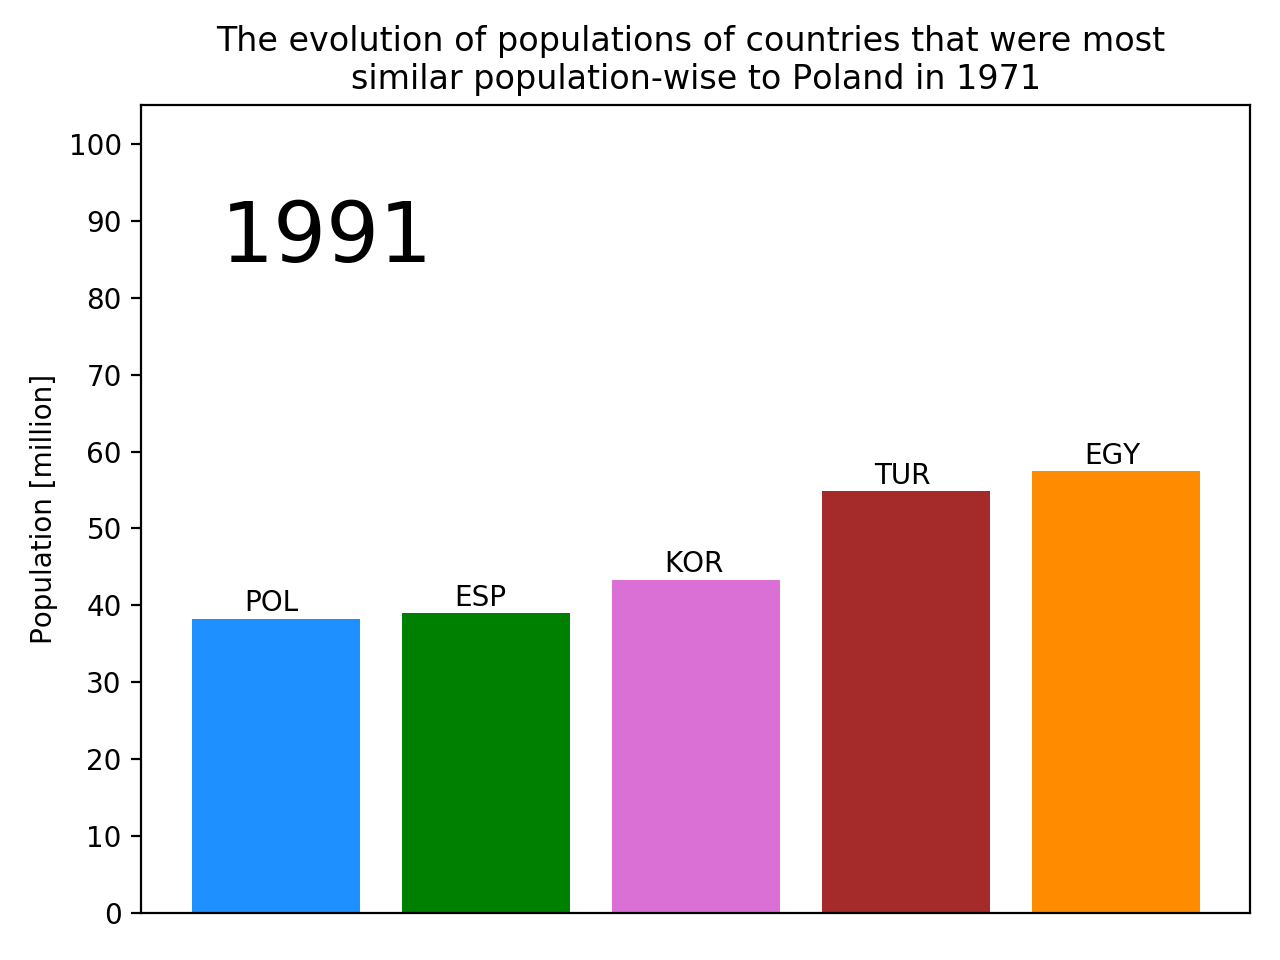 The evolution of populations of countries that were most
similar population-wise to Poland in 1971
1991
Population [million]
100
90
80
70
60
50
40
30
20
10
0
POL
ESP
KOR
TUR
EGY